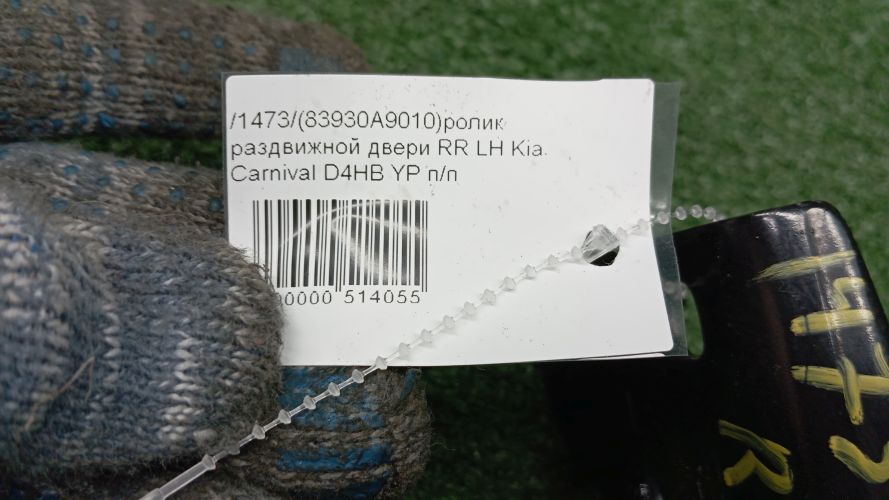 /1473/(83930A9010)ролик
раздвижной двери RR LH Kia
Carnival D4HB YP п/п
00000 514055